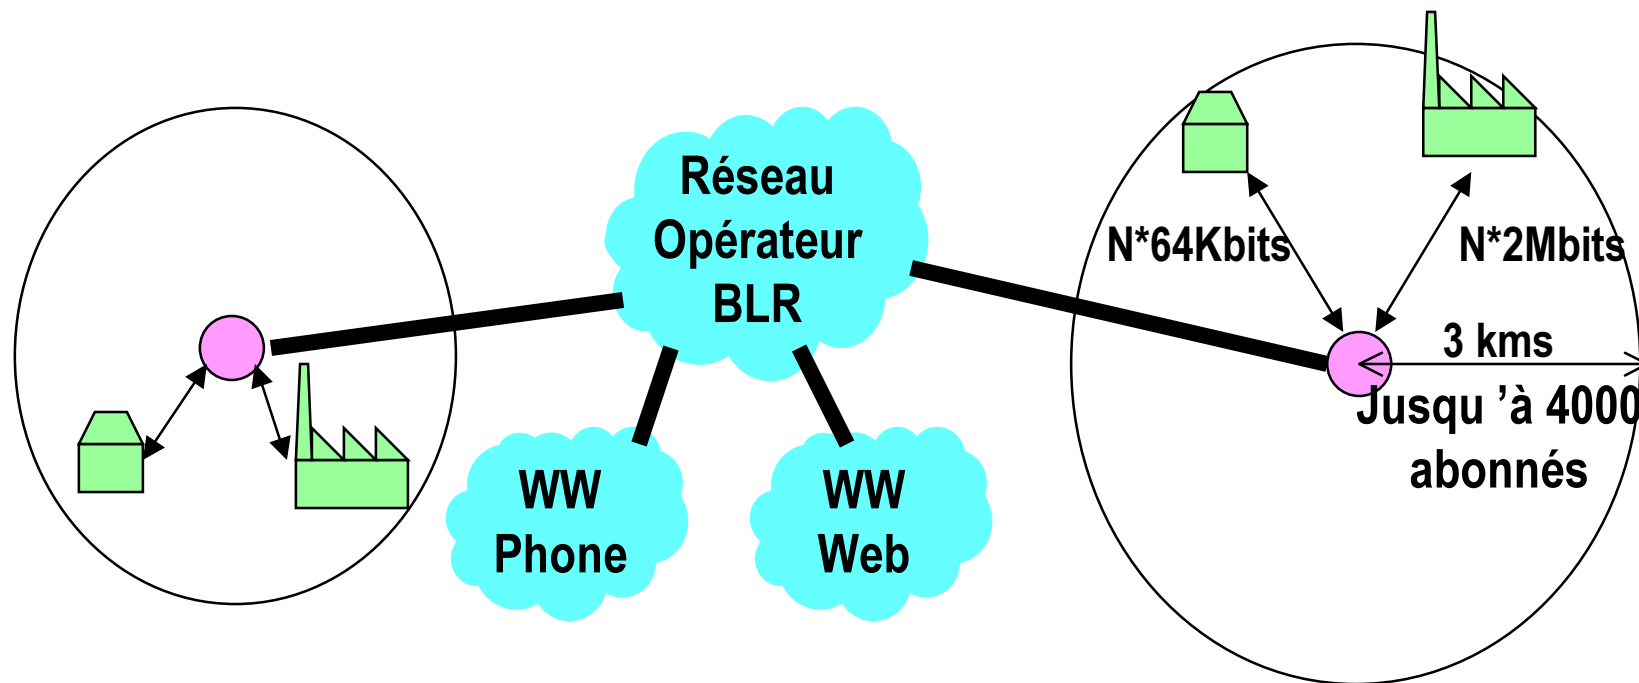 Réseau
Opérateur
BLR
N*64Kbits
N*2Mbits
3 kms
Jusqu ’à 4000
abonnés
WW
Phone
WW
Web